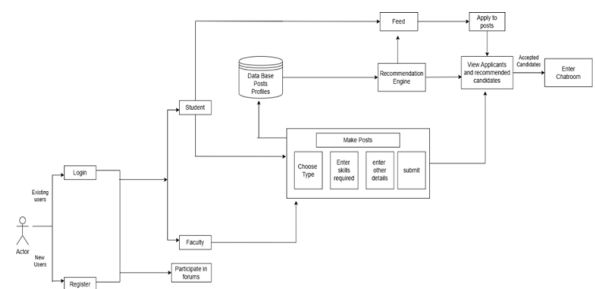 Feed
Apply to
posts
Data Base
Posts
Profiles
Recommendation
Engine
View Applicants
and recommended
candidates
Accepted
Candidates
Enter
Chatroom
Student
Make Posts
Choose
Type
Enter
skills
required
enter
other
details
submit
Login
Existing
users
Actor
New
Users
Faculty
Register
Participate in
forums